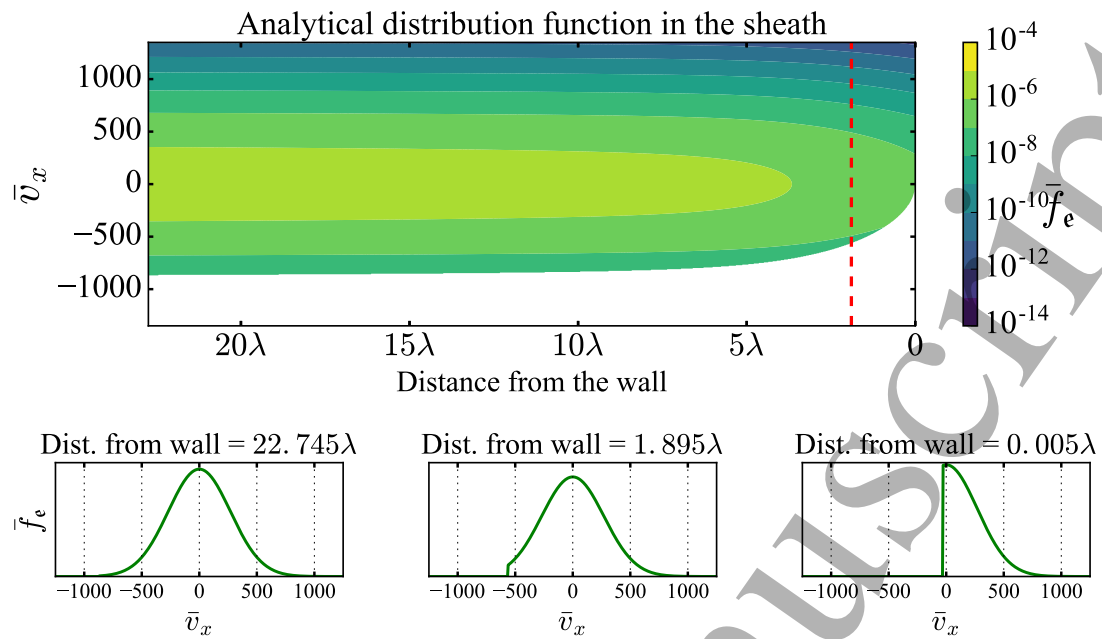 Analytical distribution function in the sheath
1000
500
0
−500
−1000
v̅ₓ
20λ 15λ 10λ 5λ 0
Distance from the wall
10⁻⁴
10⁻⁶
10⁻⁸
10⁻¹⁰
10⁻¹²
10⁻¹⁴
f̅ₑ
Dist. from wall = 22.745λ
f̅ₑ
−1000 −500 0 500 1000
v̅ₓ
Dist. from wall = 1.895λ
−1000 −500 0 500 1000
v̅ₓ
Dist. from wall = 0.005λ
−1000 −500 0 500 1000
v̅ₓ
uscrip